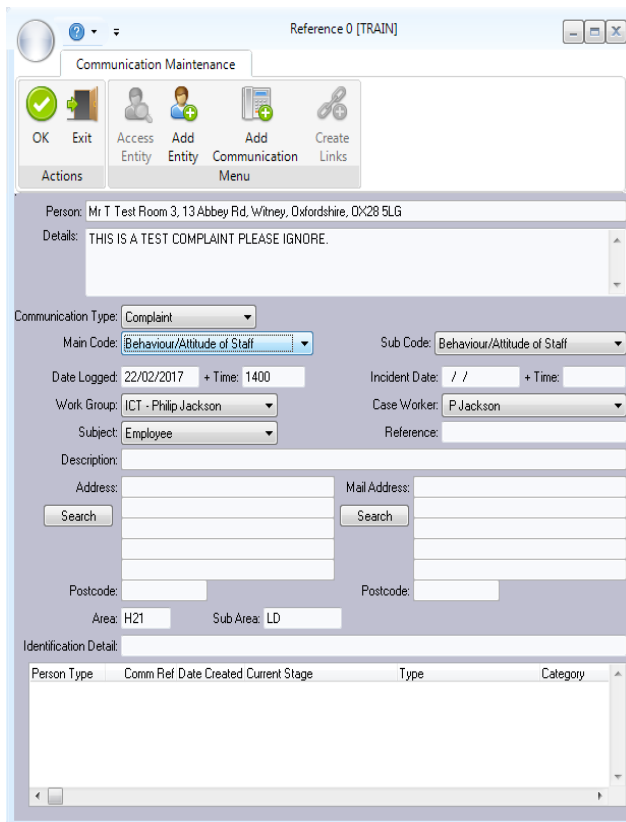 Reference 0 [TRAIN]
Communication Maintenance
OK Exit Access Entity Add Entity Add Communication Create Links
Actions Menu
Person: Mr T Test Room 3, 13 Abbey Rd, Witney, Oxfordshire, OX28 5LG
Details: THIS IS A TEST COMPLAINT PLEASE IGNORE.
Communication Type: Complaint
Main Code: Behaviour/Attitude of Staff Sub Code: Behaviour/Attitude of Staff
Date Logged: 22/02/2017 + Time: 1400 Incident Date: / / + Time:
Work Group: ICT - Philip Jackson Case Worker: P Jackson
Subject: Employee Reference:
Description:
Address: Mail Address:
Search Search
Postcode: Postcode:
Area: H21 Sub Area: LD
Identification Detail:
Person Type Comm Ref Date Created Current Stage Type Category